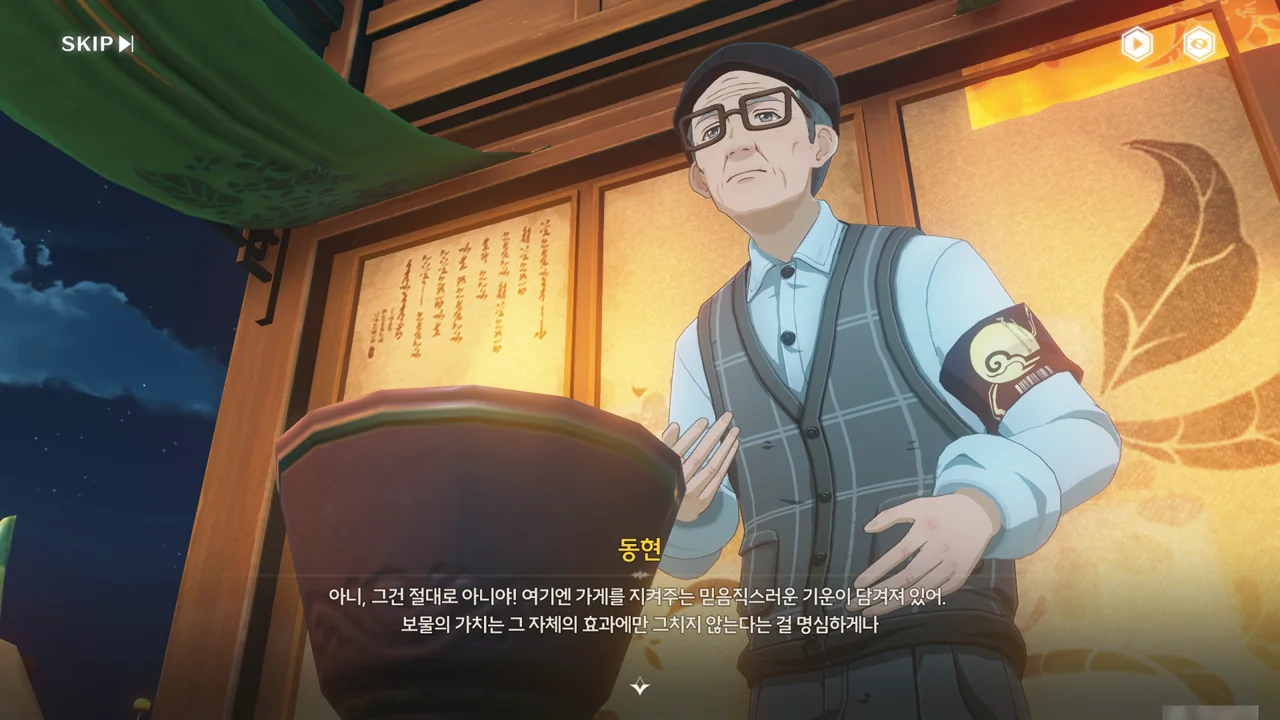 SKIP
동현
아니, 그건 절대로 아니야! 여기엔 가게를 지켜주는 믿음직스러운 기운이 담겨져 있어.
보물의 가치는 그 자체의 효과에만 그치지 않는다는 걸 명심하게나